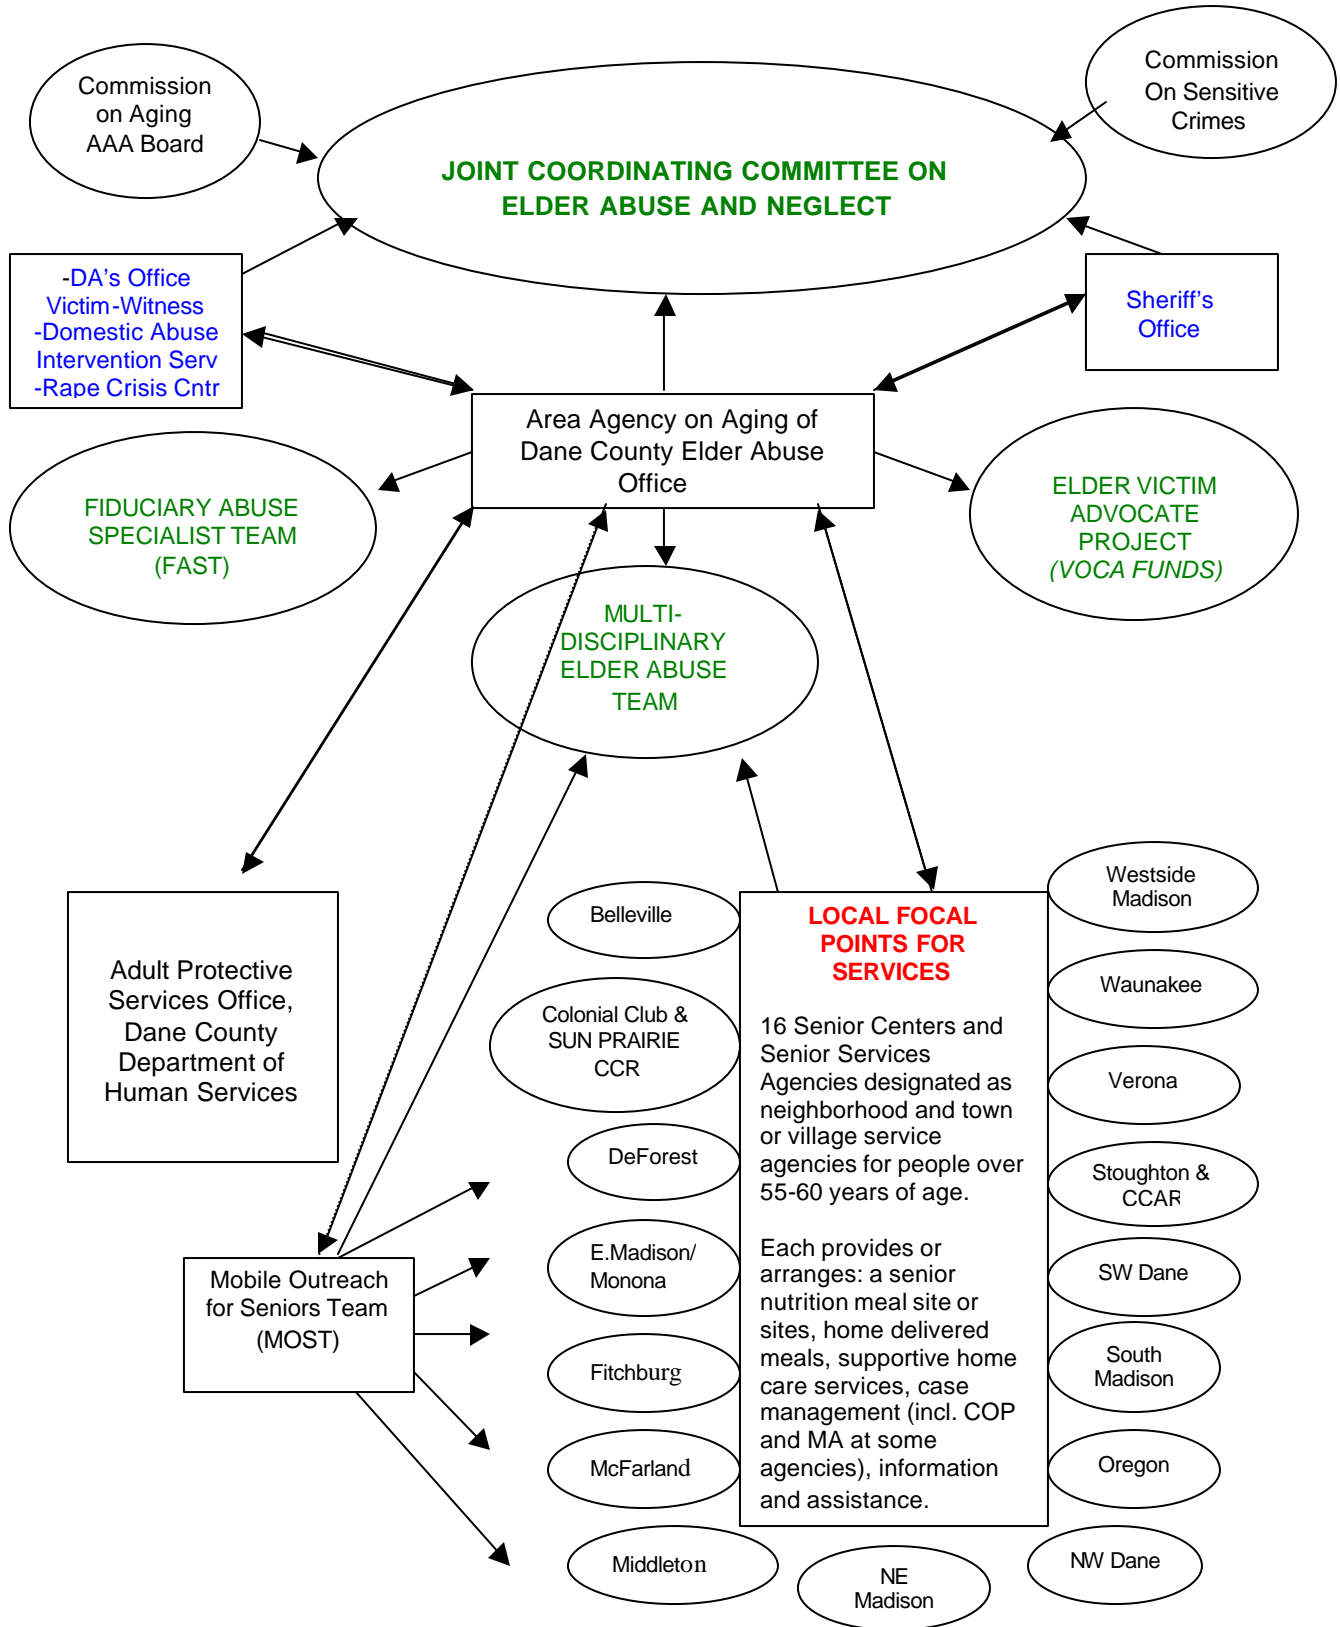 Commission
on Aging
AAA Board
Commission
On Sensitive
Crimes
JOINT COORDINATING COMMITTEE ON
ELDER ABUSE AND NEGLECT
-DA's Office
Victim-Witness
-Domestic Abuse
Intervention Serv
-Rape Crisis Cntr
Sheriff's
Office
Area Agency on Aging of
Dane County Elder Abuse
Office
FIDUCIARY ABUSE
SPECIALIST TEAM
(FAST)
ELDER VICTIM
ADVOCATE
PROJECT
(VOCA FUNDS)
MULTI-
DISCIPLINARY
ELDER ABUSE
TEAM
Adult Protective
Services Office,
Dane County
Department of
Human Services
Mobile Outreach
for Seniors Team
(MOST)
Belleville
Colonial Club &
SUN PRAIRIE
CCR
DeForest
E.Madison/
Monona
Fitchburg
McFarland
Middleton
LOCAL FOCAL
POINTS FOR
SERVICES
16 Senior Centers and
Senior Services
Agencies designated as
neighborhood and town
or village service
agencies for people over
55-60 years of age.
Each provides or
arranges: a senior
nutrition meal site or
sites, home delivered
meals, supportive home
care services, case
management (incl. COP
and MA at some
agencies), information
and assistance.
Westside
Madison
Waunakee
Verona
Stoughton &
CCAR
SW Dane
South
Madison
Oregon
NW Dane
NE
Madison